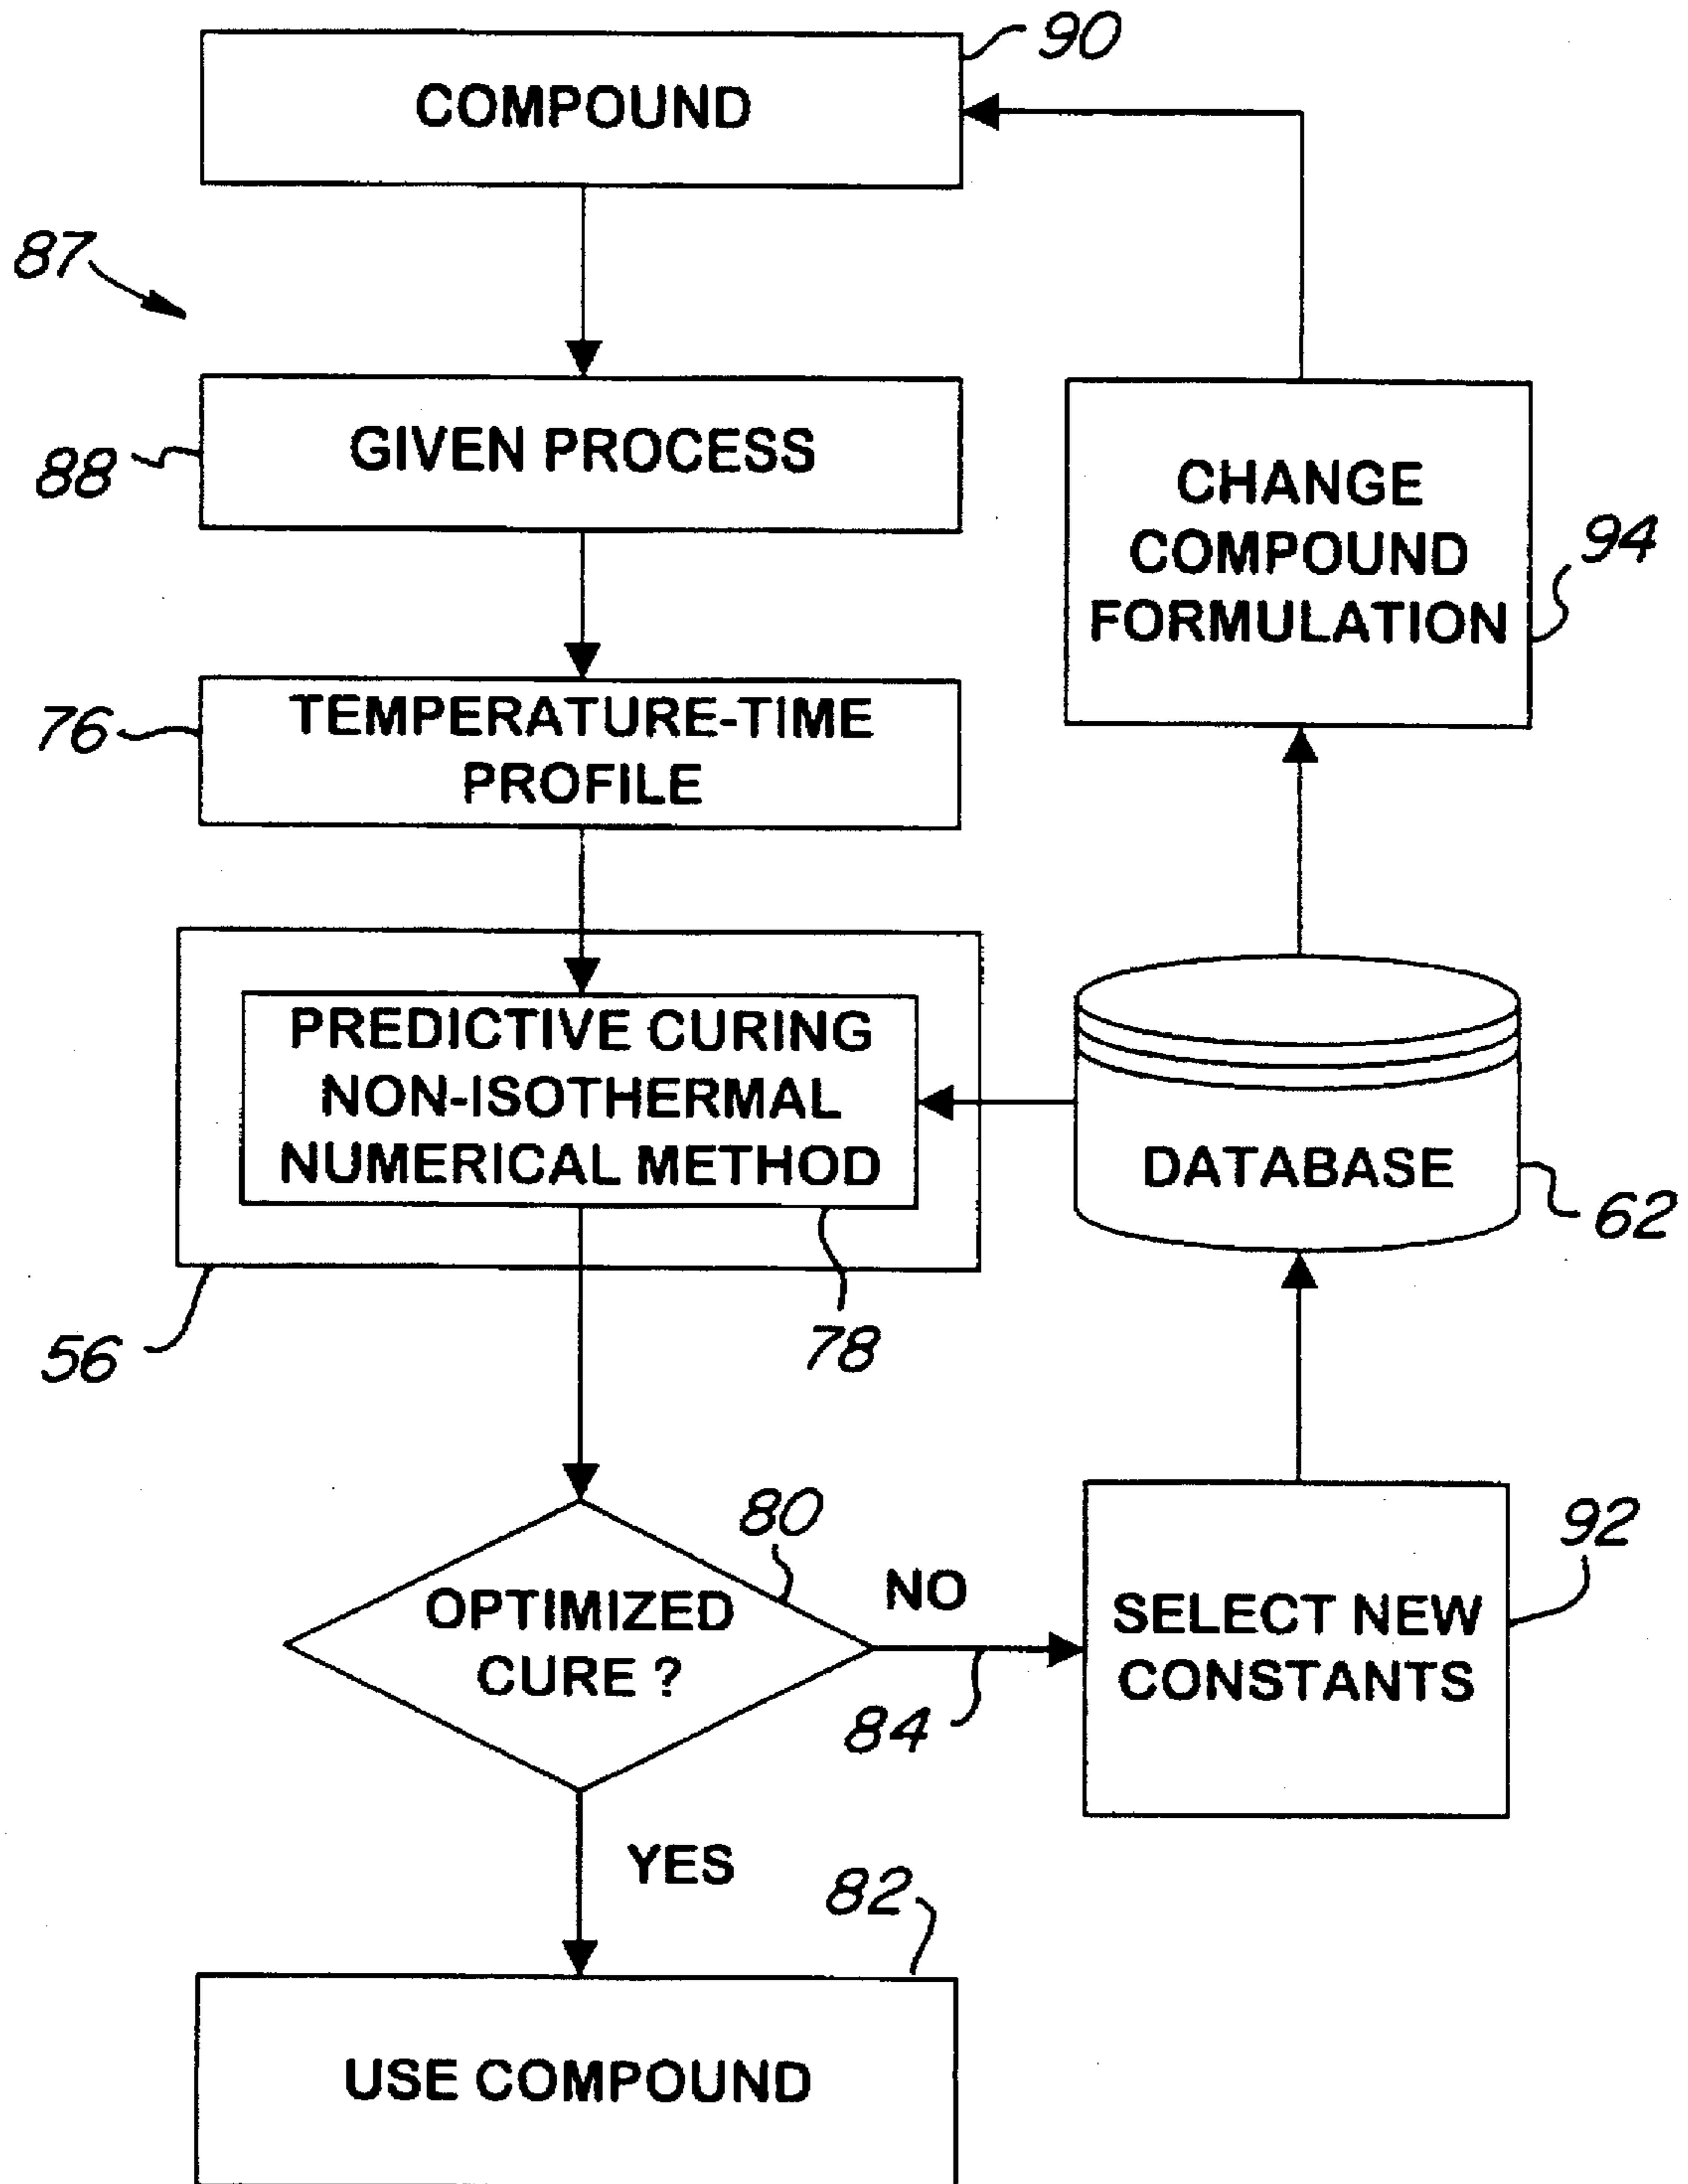 90
COMPOUND
87
GIVEN PROCESS
88
CHANGE
COMPOUND
FORMULATION
94
TEMPERATURE-TIME
PROFILE
76
PREDICTIVE CURING
NON-ISOTHERMAL
NUMERICAL METHOD
DATABASE
62
56
78
80
OPTIMIZED
CURE ?
NO
84
SELECT NEW
CONSTANTS
92
YES
82
USE COMPOUND